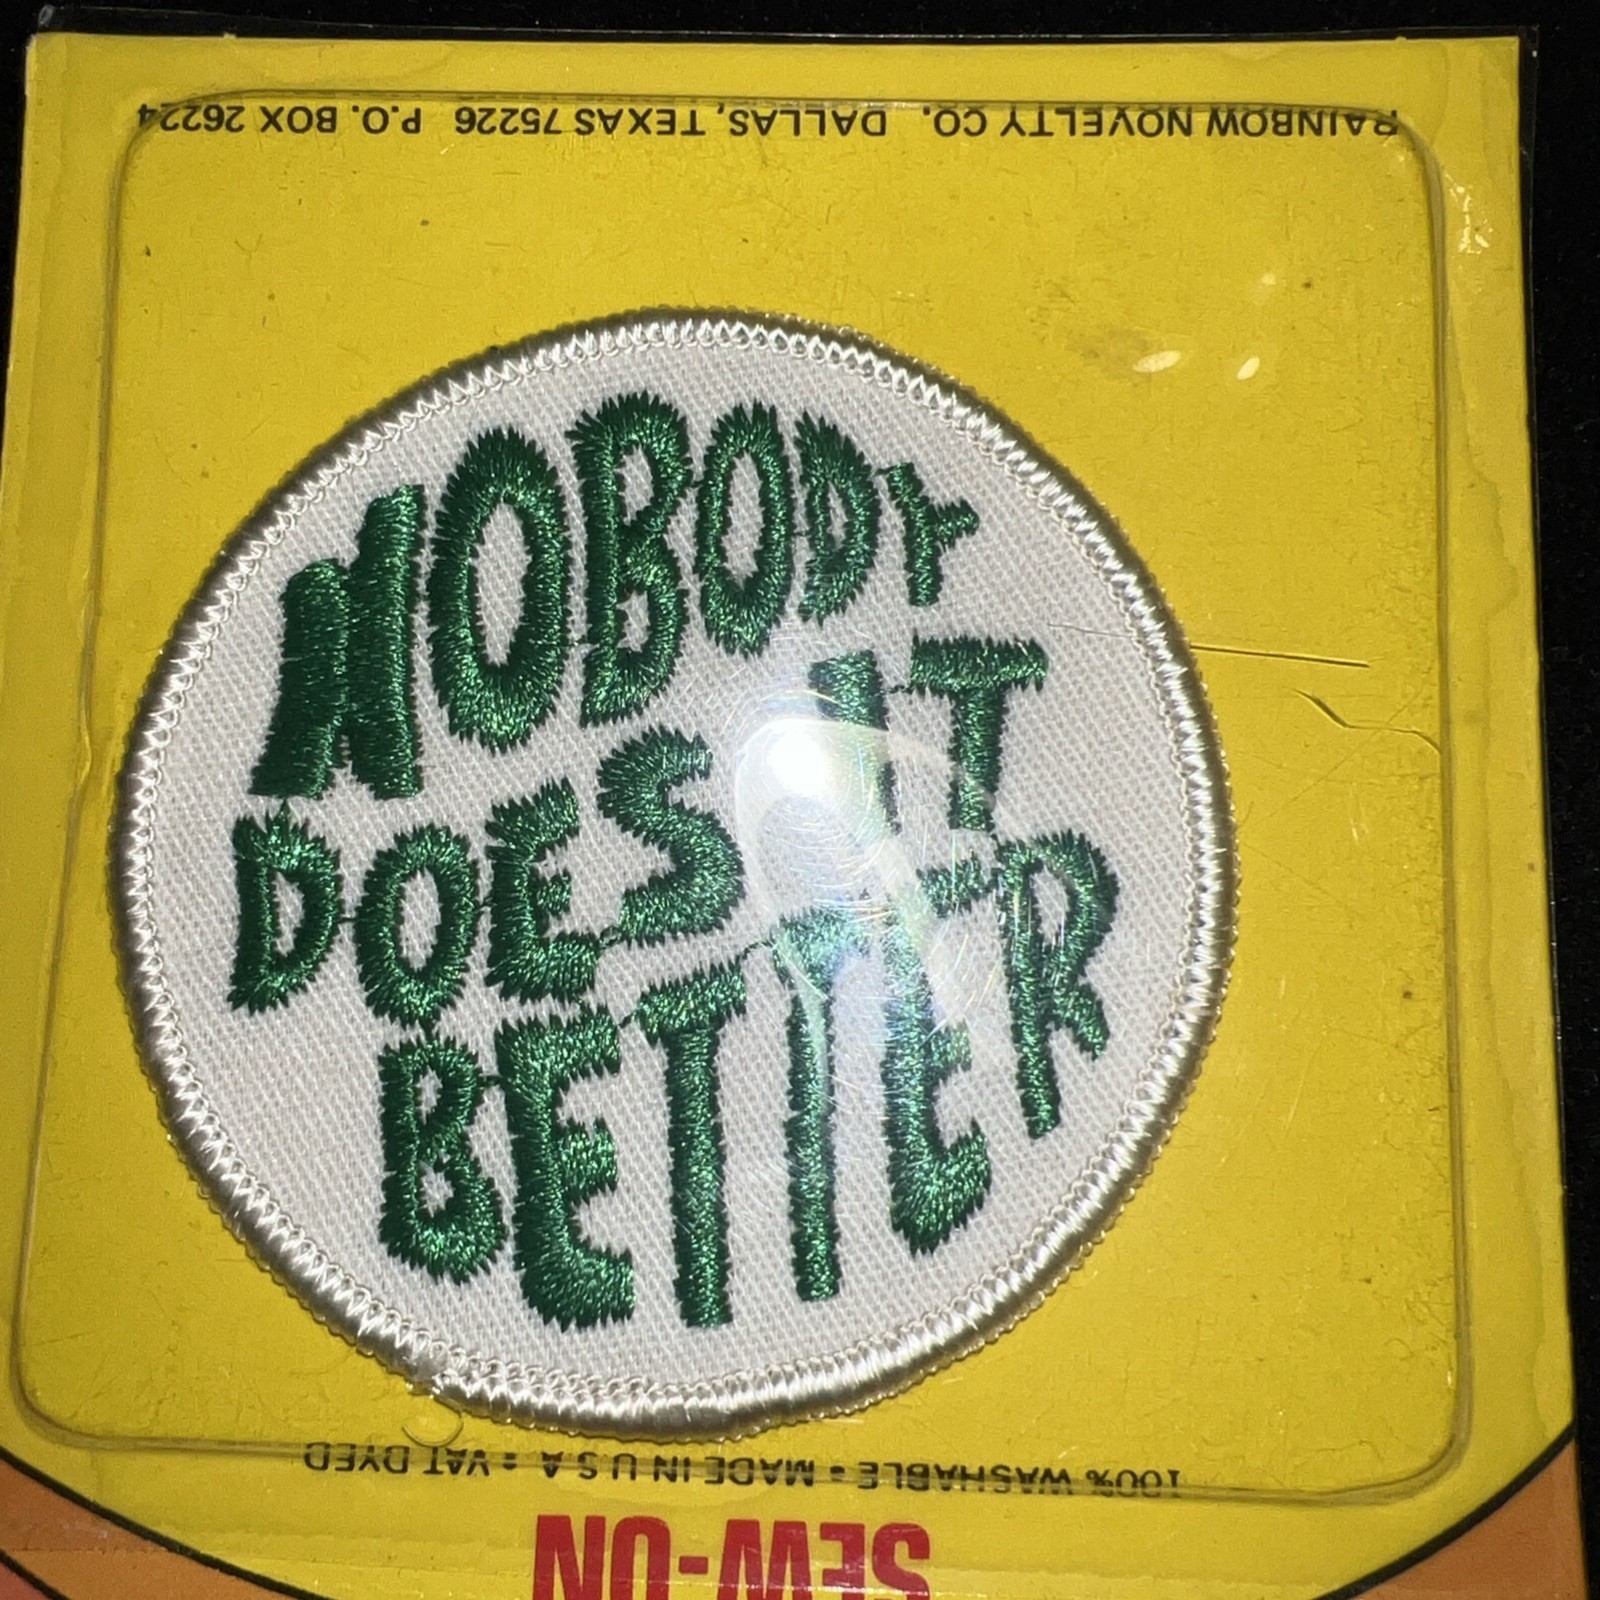 RAINBOW NOVELTY CO. DALLAS, TEXAS 75226 P.O. BOX 26224
NOBODY
DOES IT
BETTER
100% WASHABLE • MADE IN U.S.A • VAT DYED
SEW-ON